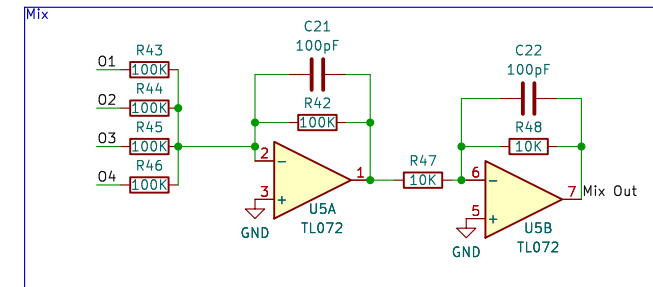 Mix
C21
100pF
R43
100K
O1
R44
100K
O2
R45
100K
O3
R46
100K
O4
R42
100K
2
3
1
GND
U5A
TL072
R47
10K
C22
100pF
R48
10K
6
5
7
Mix Out
GND
U5B
TL072